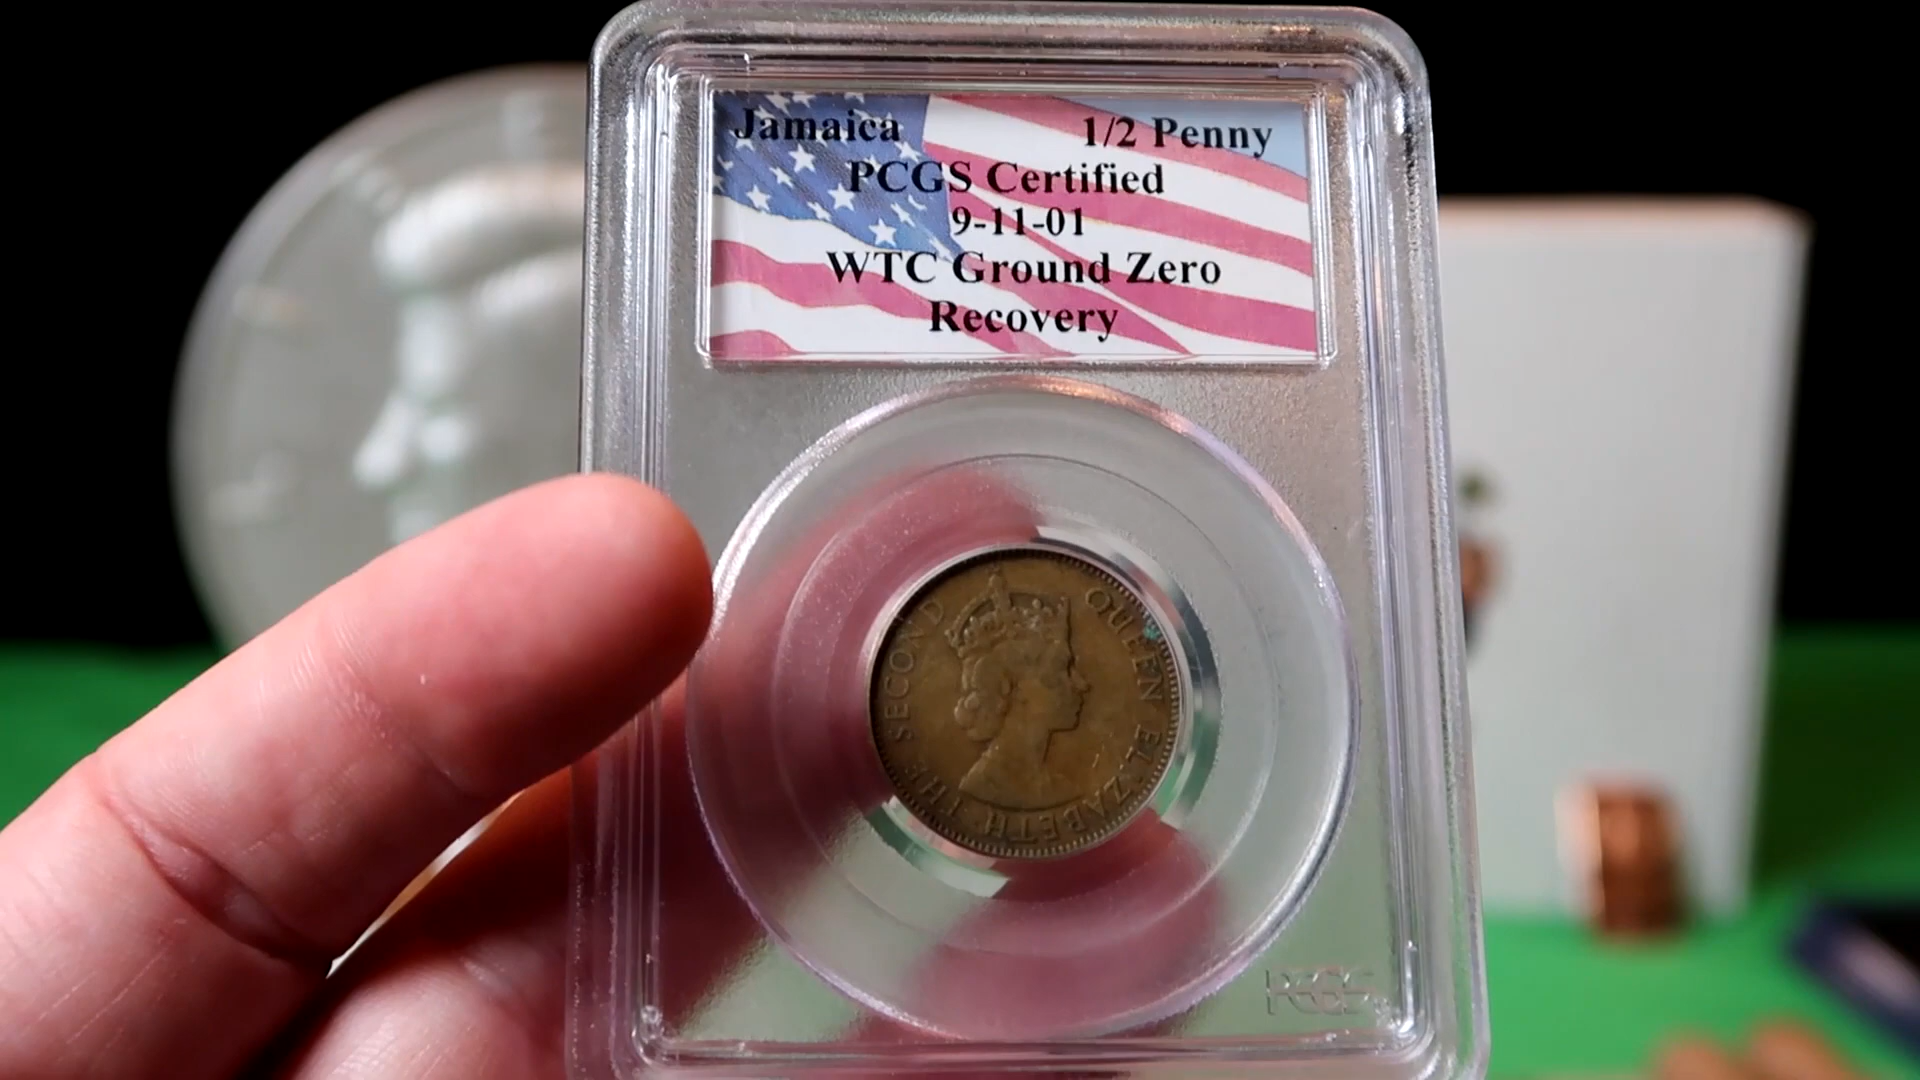 Jamaica 1/2 Penny
PCGS Certified
9-11-01
WTC Ground Zero
Recovery
QUEEN ELIZABETH THE SECOND
PCGS